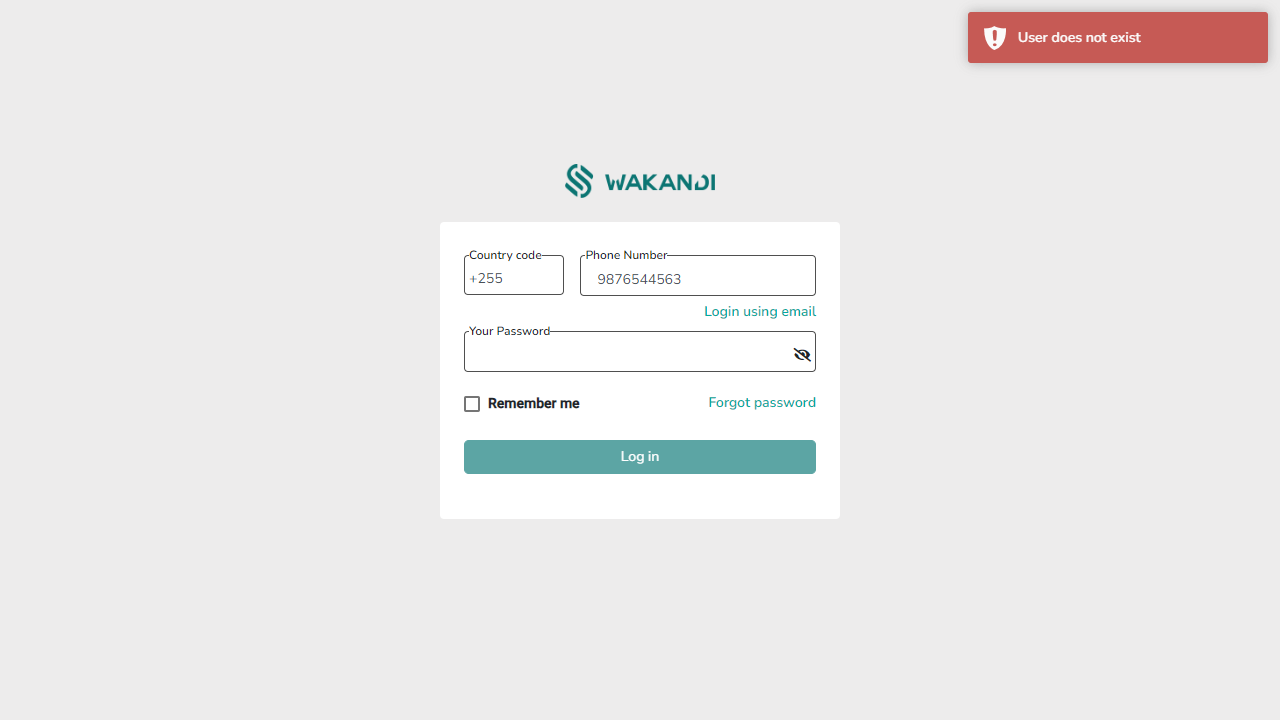 User does not exist
WAKANDI
Country code
+255
Phone Number
9876544563
Login using email
Your Password
Remember me
Forgot password
Log in